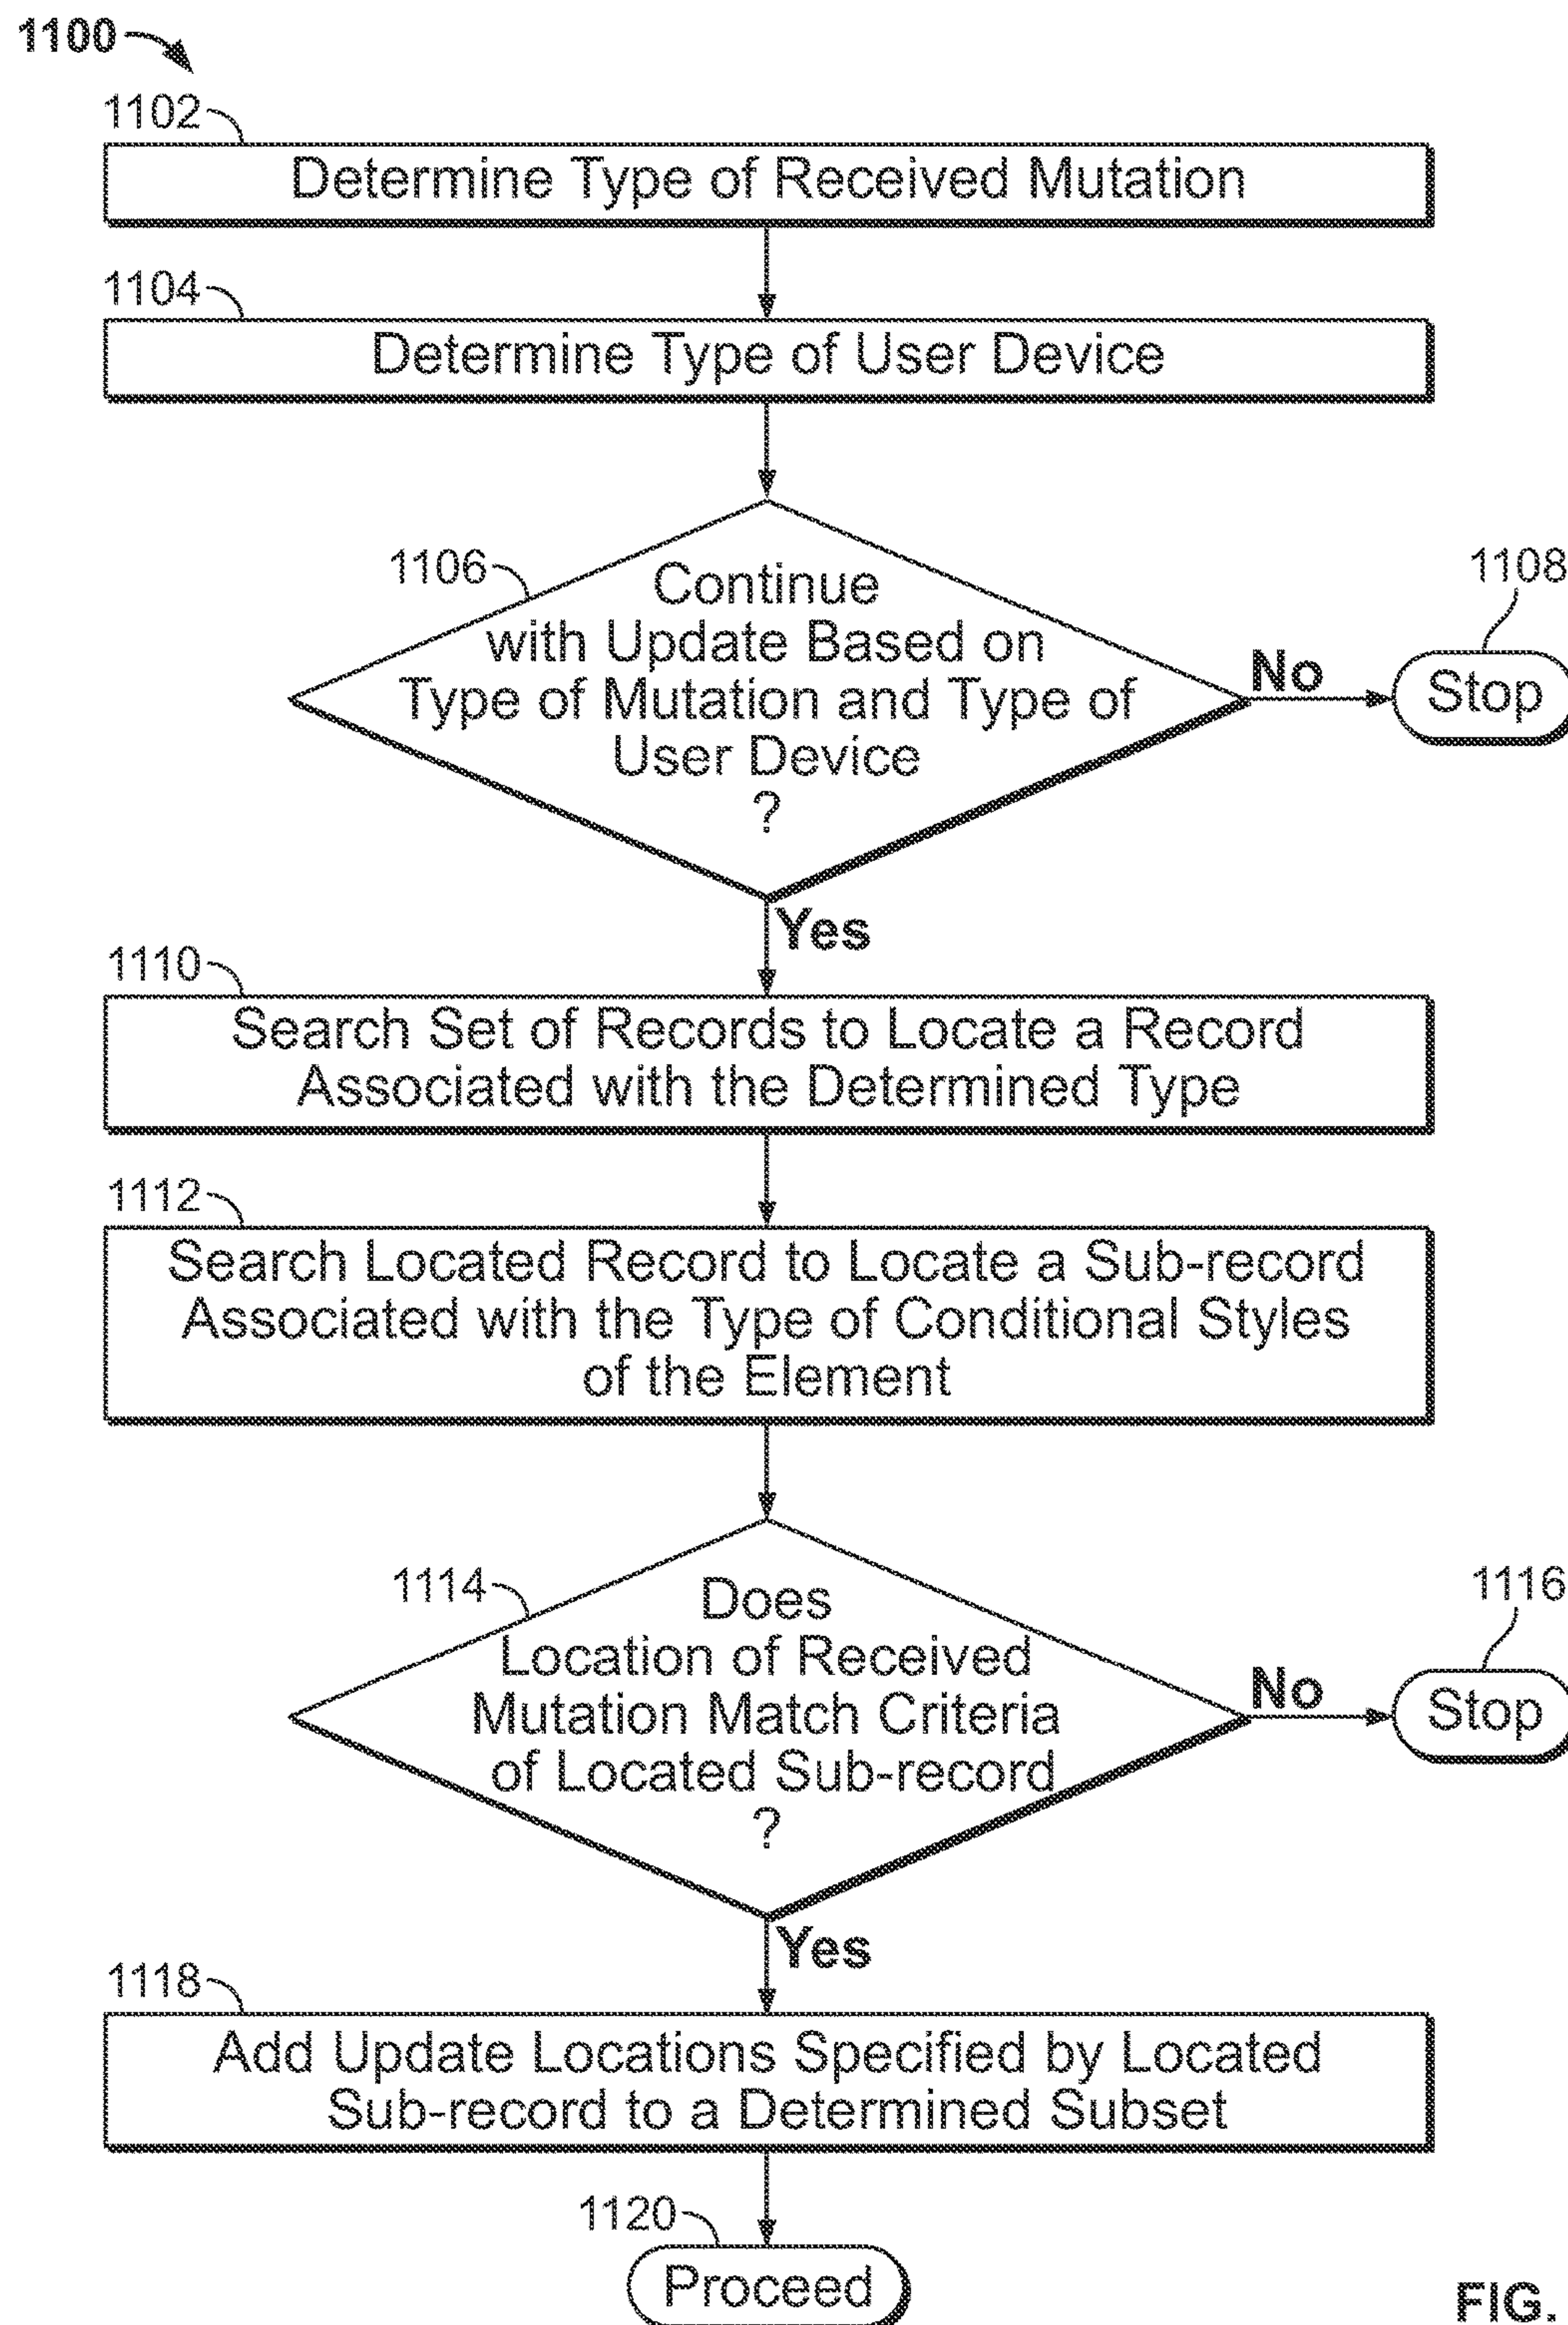 1100
1102
Determine Type of Received Mutation
1104
Determine Type of User Device
1106
Continue
with Update Based on
Type of Mutation and Type of
User Device
?
No
1108
Stop
Yes
1110
Search Set of Records to Locate a Record
Associated with the Determined Type
1112
Search Located Record to Locate a Sub-record
Associated with the Type of Conditional Styles
of the Element
1114
Does
Location of Received
Mutation Match Criteria
of Located Sub-record
?
No
1116
Stop
Yes
1118
Add Update Locations Specified by Located
Sub-record to a Determined Subset
1120
Proceed
FIG.